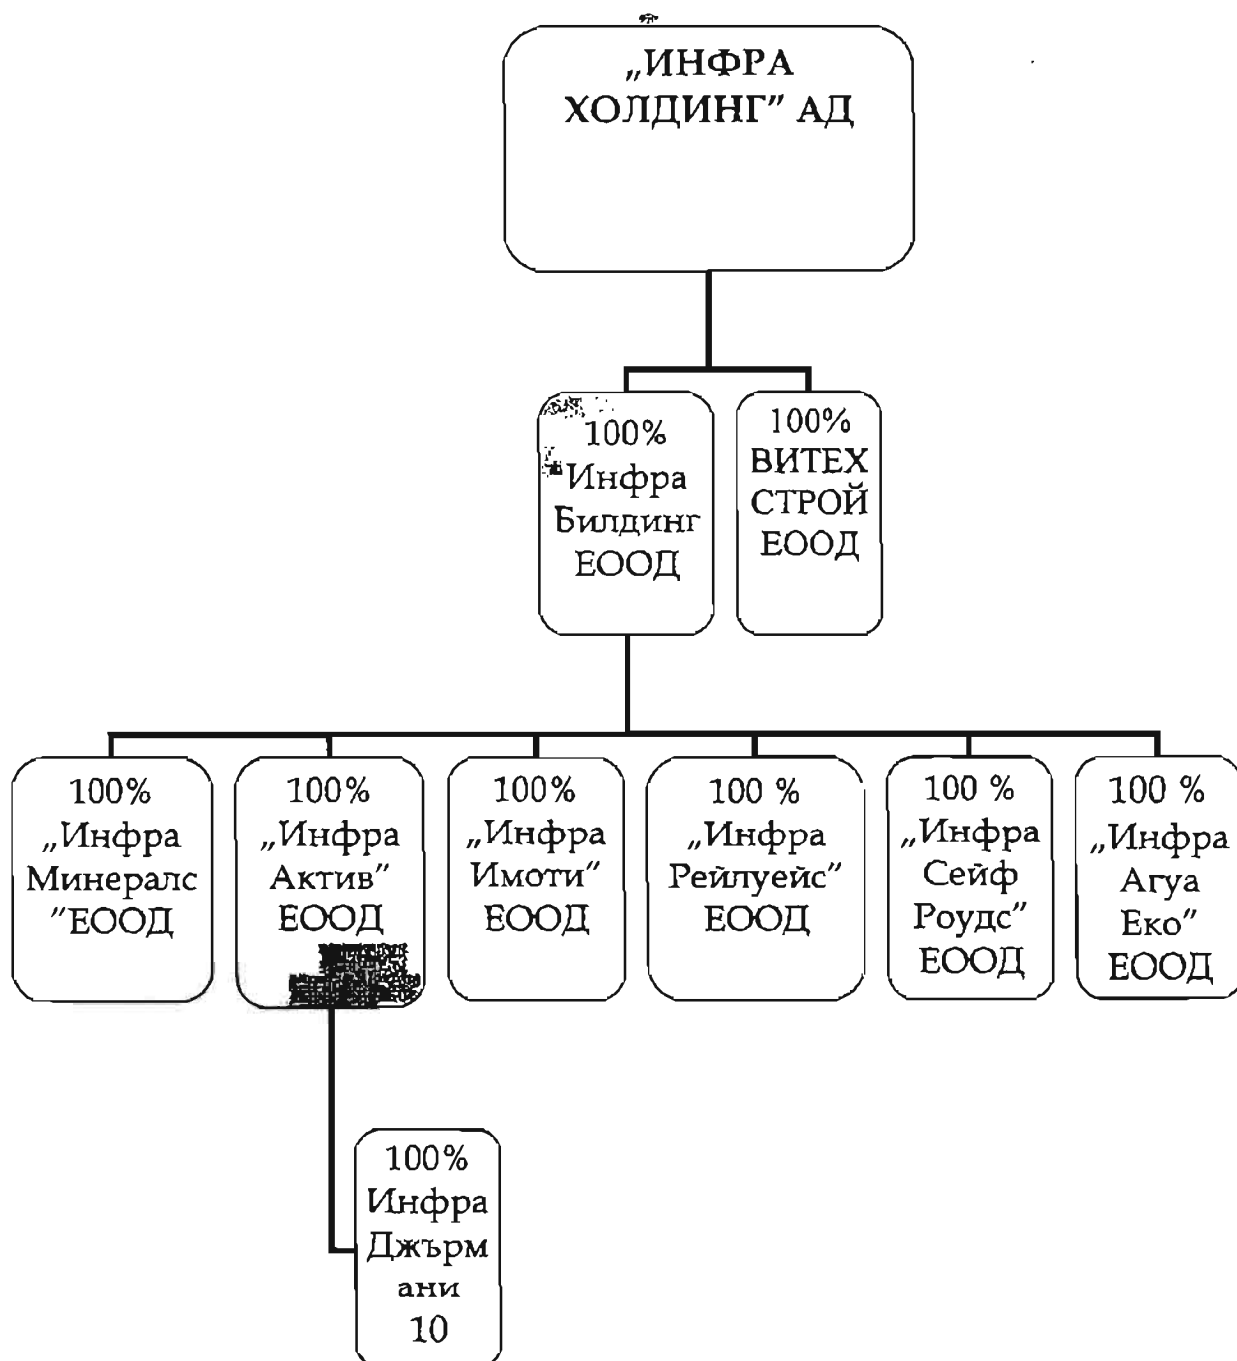 „ИНФРА
ХОЛДИНГ” АД
100%
Инфра
Билдинг
ЕООД
100%
ВИТЕХ
СТРОЙ
ЕООД
100%
„Инфра
Минералс
”ЕООД
100%
„Инфра
Актив”
ЕООД
100%
„Инфра
Имоти”
ЕООД
100 %
„Инфра
Рейлуейс”
ЕООД
100 %
„Инфра
Сейф
Роудс”
ЕООД
100 %
„Инфра
Агуа
Еко”
ЕООД
100%
Инфра
Джърм
ани
10